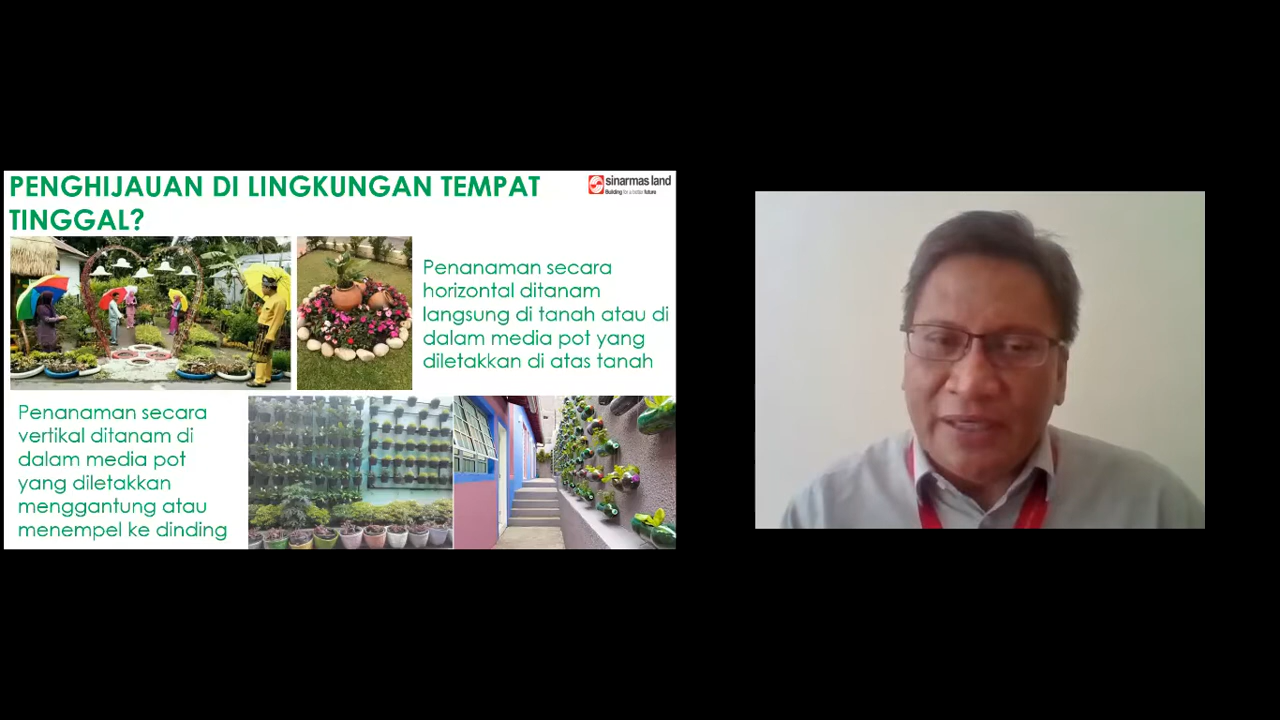 PENGHIJAUAN DI LINGKUNGAN TEMPAT
TINGGAL?
sinarmas land
Building for a better future
Penanaman secara
horizontal ditanam
langsung di tanah atau di
dalam media pot yang
diletakkan di atas tanah
Penanaman secara
vertikal ditanam di
dalam media pot
yang diletakkan
menggantung atau
menempel ke dinding